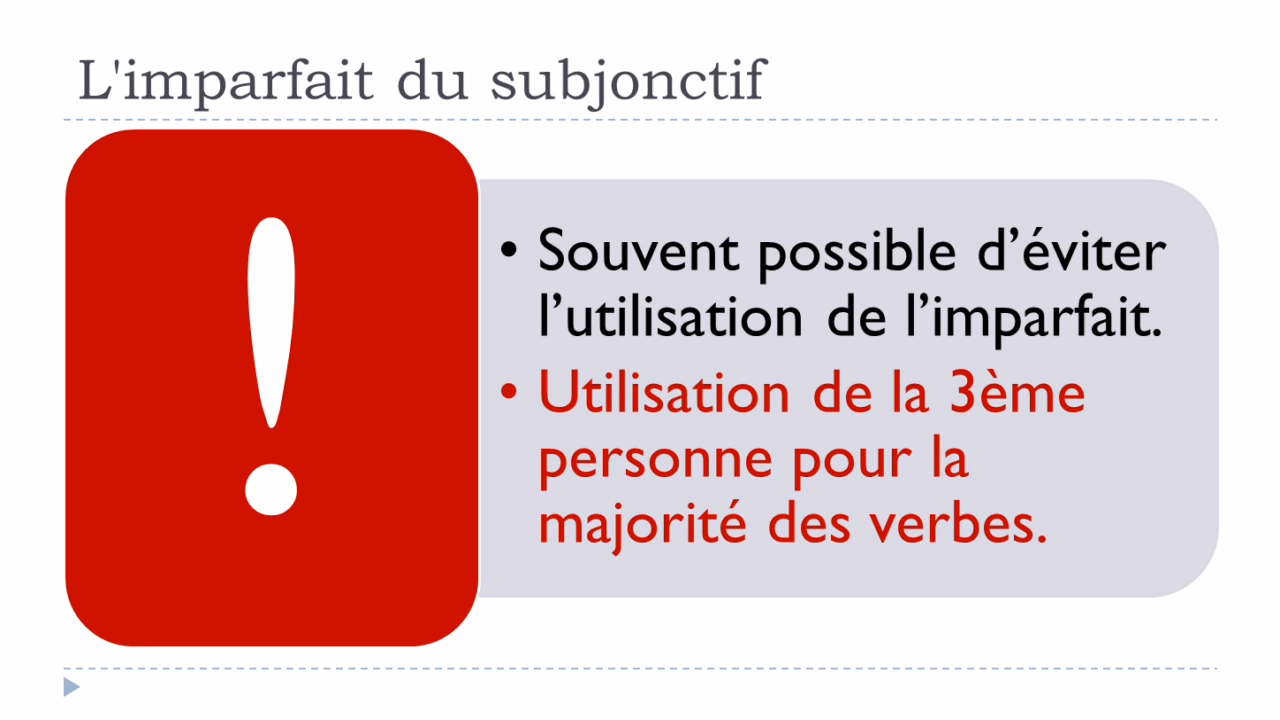 L'imparfait du subjonctif
!
• Souvent possible d’éviter
l’utilisation de l’imparfait.
• Utilisation de la 3ème
personne pour la
majorité des verbes.